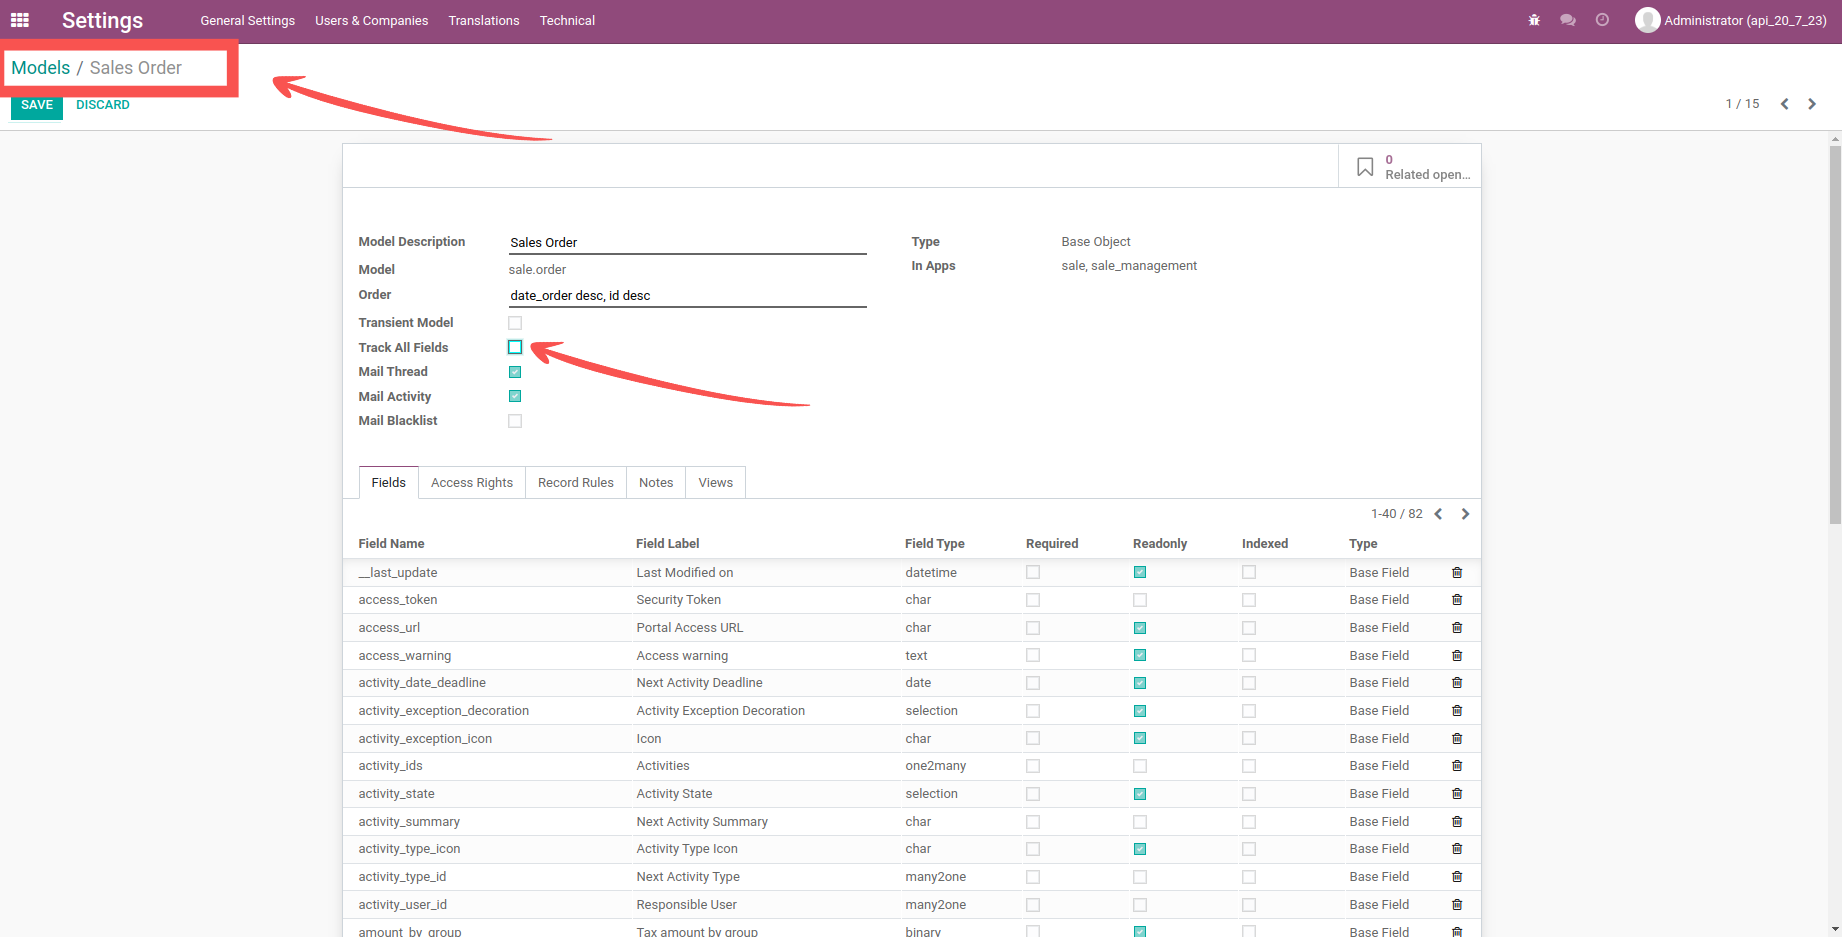 Settings General Settings Users & Companies Translations Technical Administrator (api_20_7_23)
Models / Sales Order
SAVE DISCARD 1 / 15
0
Related open...
Model Description Sales Order Type Base Object
Model sale.order In Apps sale, sale_management
Order date_order desc, id desc
Transient Model
Track All Fields
Mail Thread
Mail Activity
Mail Blacklist
Fields Access Rights Record Rules Notes Views
1-40 / 82
Field Name Field Label Field Type Required Readonly Indexed Type
__last_update Last Modified on datetime Base Field
access_token Security Token char Base Field
access_url Portal Access URL char Base Field
access_warning Access warning text Base Field
activity_date_deadline Next Activity Deadline date Base Field
activity_exception_decoration Activity Exception Decoration selection Base Field
activity_exception_icon Icon char Base Field
activity_ids Activities one2many Base Field
activity_state Activity State selection Base Field
activity_summary Next Activity Summary char Base Field
activity_type_icon Activity Type Icon char Base Field
activity_type_id Next Activity Type many2one Base Field
activity_user_id Responsible User many2one Base Field
amount_by_group Tax amount by group binary Base Field